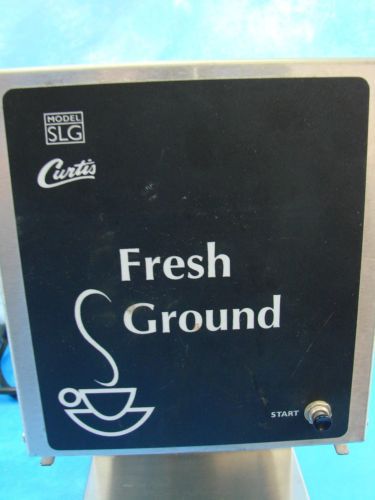 MODEL
SLG
Curtis
Fresh
Ground
START